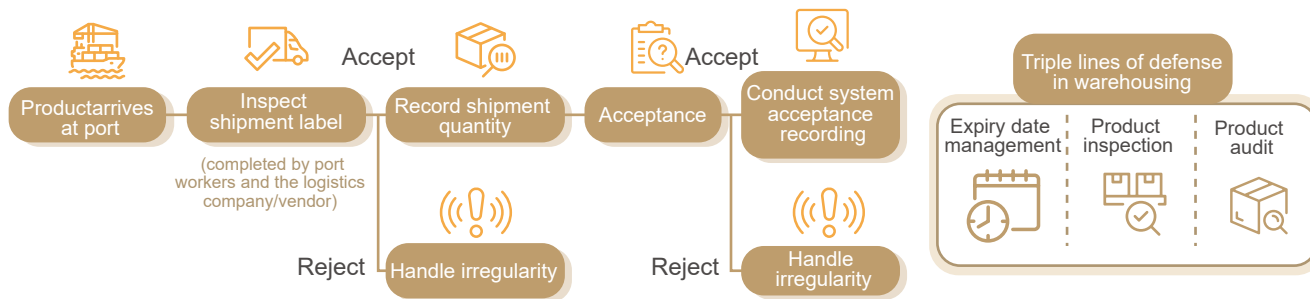 Productarrives
at port
Inspect
shipment label
(completed by port
workers and the logistics
company/vendor)
Accept
Record shipment
quantity
Reject
Handle irregularity
Acceptance
Accept
Conduct system
acceptance
recording
Reject
Handle
irregularity
Triple lines of defense
in warehousing
Expiry date
management
Product
inspection
Product
audit